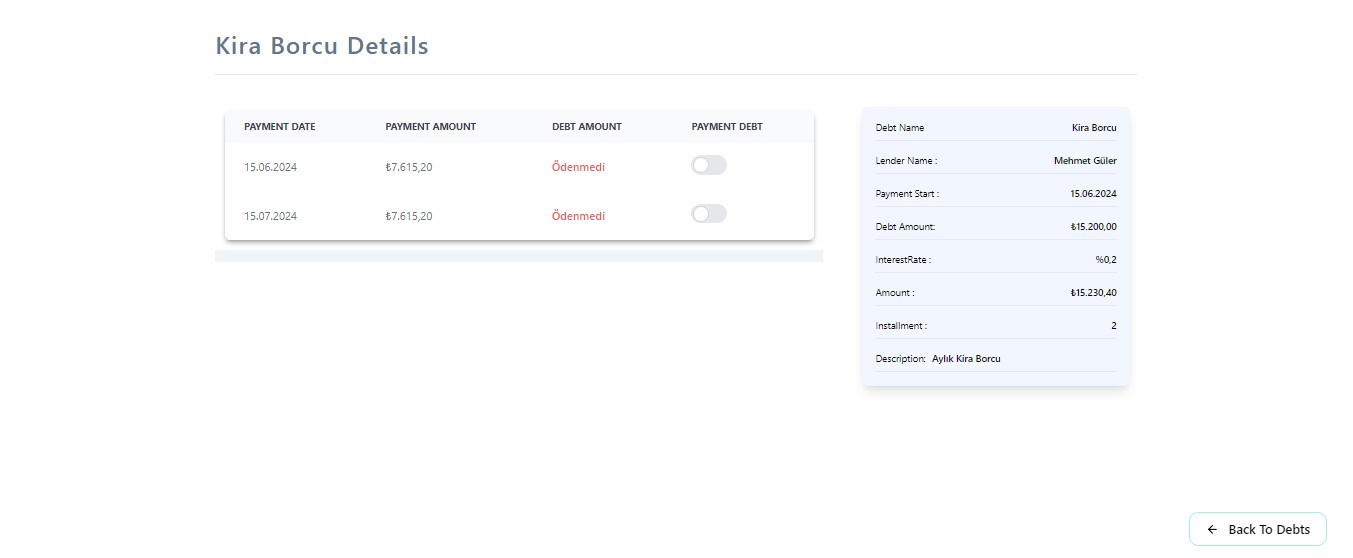 Kira Borcu Details
PAYMENT DATE PAYMENT AMOUNT DEBT AMOUNT PAYMENT DEBT
15.06.2024 ₺7.615,20 Ödenmedi
15.07.2024 ₺7.615,20 Ödenmedi
Debt Name Kira Borcu
Lender Name : Mehmet Güler
Payment Start : 15.06.2024
Debt Amount: ₺15.200,00
InterestRate : %0,2
Amount : ₺15.230,40
Installment : 2
Description: Aylık Kira Borcu
← Back To Debts